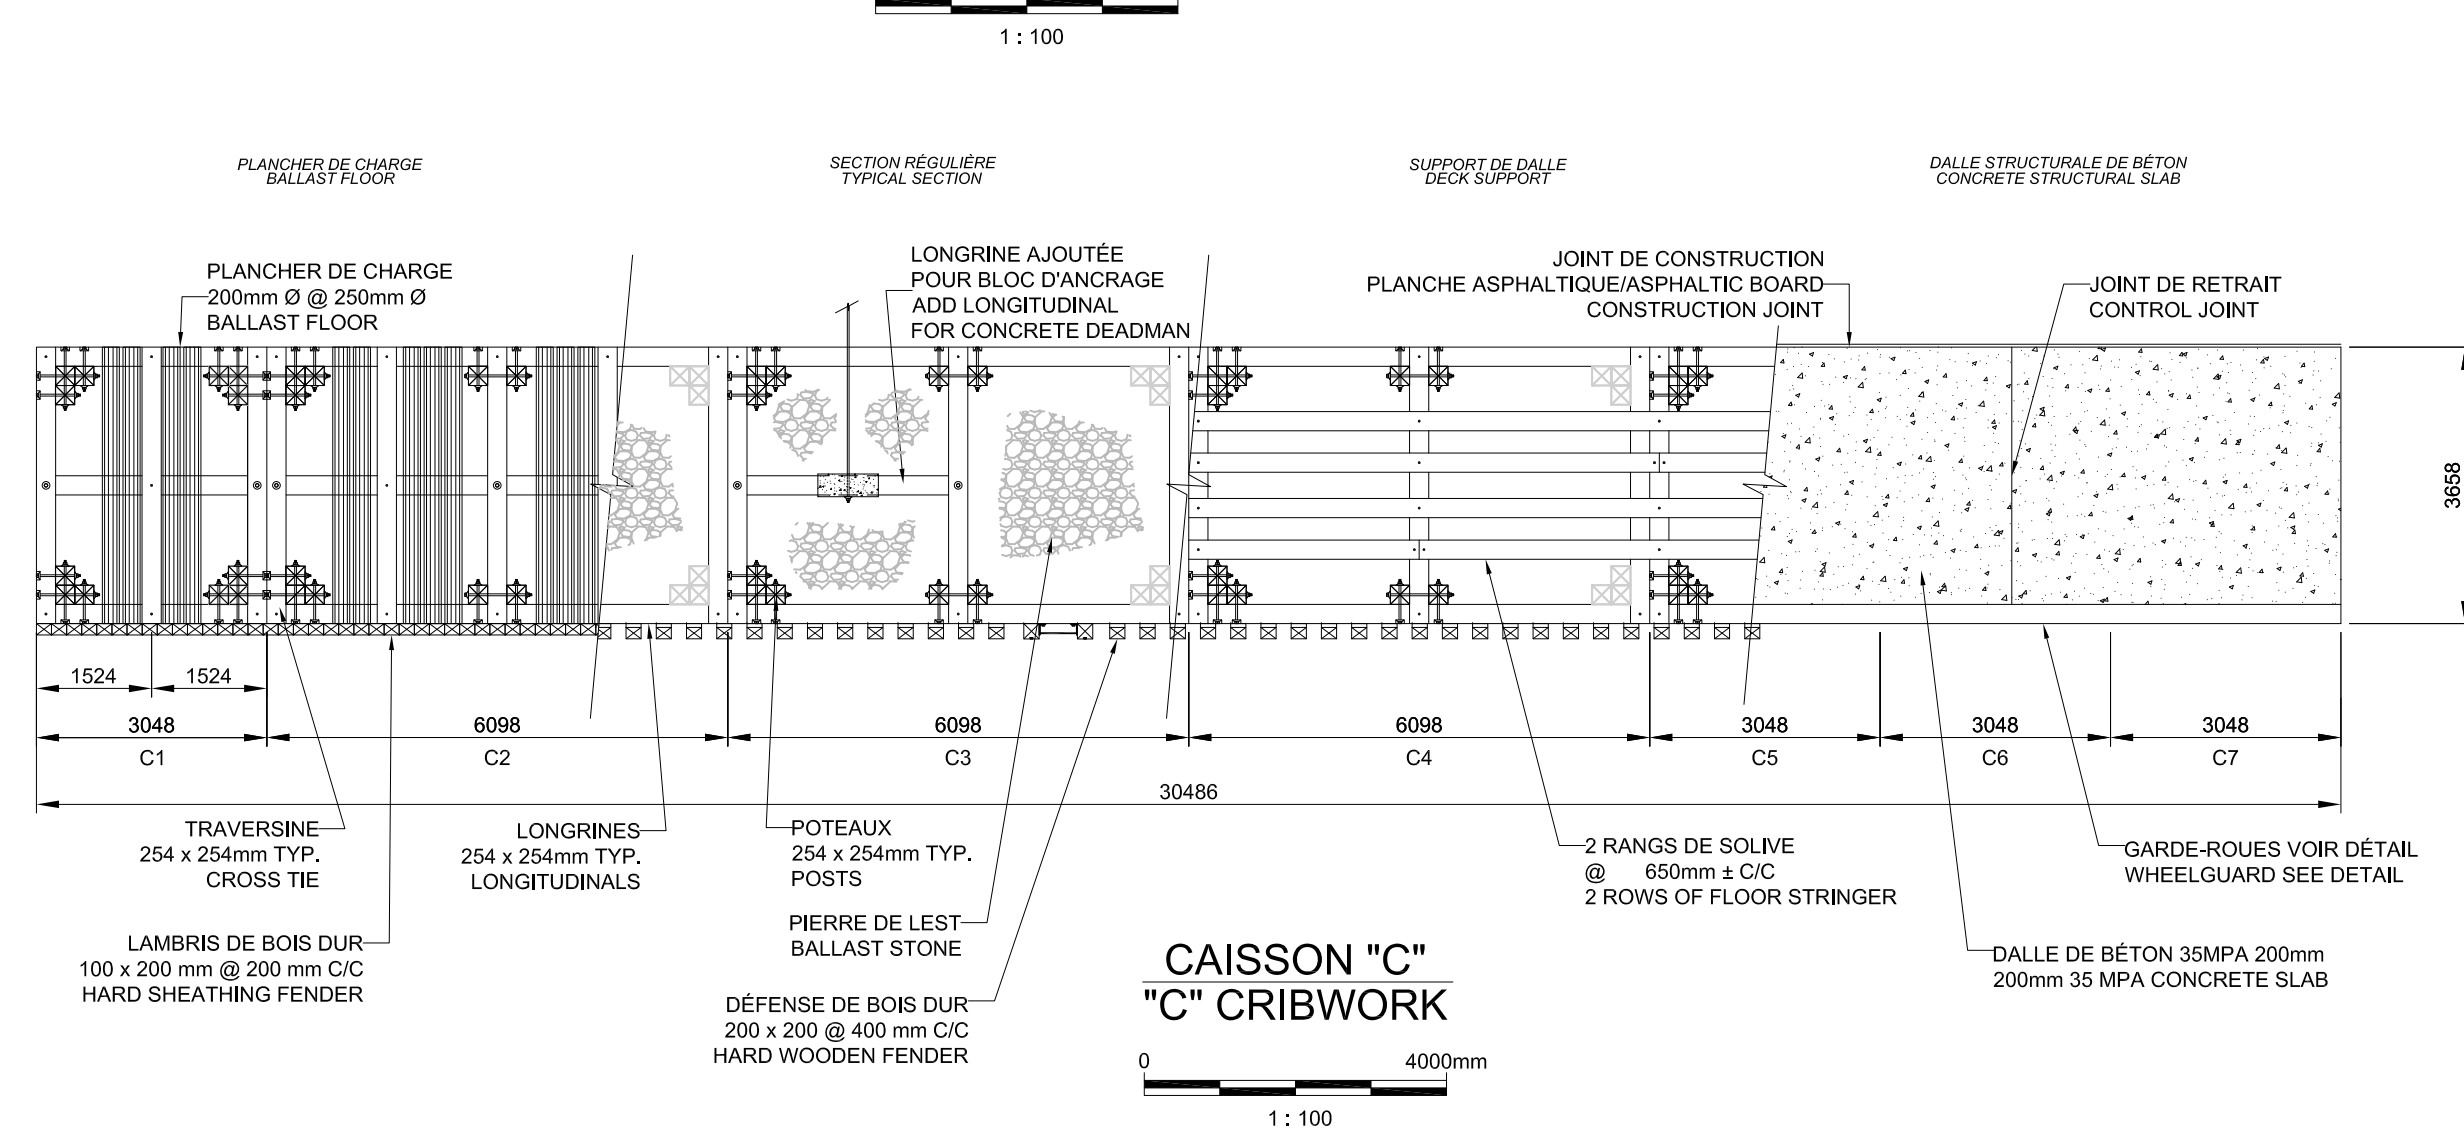 1 : 100
PLANCHER DE CHARGE
BALLAST FLOOR
SECTION RÉGULIÈRE
TYPICAL SECTION
SUPPORT DE DALLE
DECK SUPPORT
DALLE STRUCTURALE DE BÉTON
CONCRETE STRUCTURAL SLAB
PLANCHER DE CHARGE
200mm Ø @ 250mm Ø
BALLAST FLOOR
LONGRINE AJOUTÉE
POUR BLOC D'ANCRAGE
ADD LONGITUDINAL
FOR CONCRETE DEADMAN
JOINT DE CONSTRUCTION
PLANCHE ASPHALTIQUE/ASPHALTIC BOARD
CONSTRUCTION JOINT
JOINT DE RETRAIT
CONTROL JOINT
3658
1524
1524
3048
6098
6098
6098
3048
3048
3048
C1
C2
C3
C4
C5
C6
C7
30486
TRAVERSINE
254 x 254mm TYP.
CROSS TIE
LONGRINES
254 x 254mm TYP.
LONGITUDINALS
POTEAUX
254 x 254mm TYP.
POSTS
2 RANGS DE SOLIVE
@ 650mm ± C/C
2 ROWS OF FLOOR STRINGER
GARDE-ROUES VOIR DÉTAIL
WHEELGUARD SEE DETAIL
LAMBRIS DE BOIS DUR
100 x 200 mm @ 200 mm C/C
HARD SHEATHING FENDER
PIERRE DE LEST
BALLAST STONE
DÉFENSE DE BOIS DUR
200 x 200 @ 400 mm C/C
HARD WOODEN FENDER
DALLE DE BÉTON 35MPA 200mm
200mm 35 MPA CONCRETE SLAB
CAISSON "C"
"C" CRIBWORK
0 4000mm
1 : 100